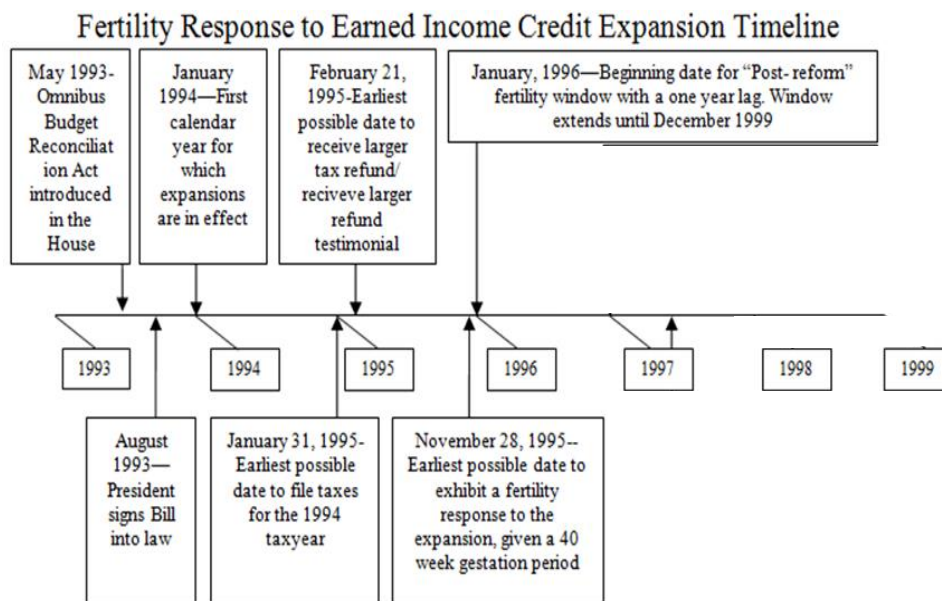 Fertility Response to Earned Income Credit Expansion Timeline
May 1993-
Omnibus
Budget
Reconciliat
ion Act
introduced
in the
House
January
1994—First
calendar
year for
which
expansions
are in effect
February 21,
1995-Earliest
possible date to
receive larger
tax refund/
reciveve larger
refund
testimonial
January, 1996—Beginning date for “Post- reform”
fertility window with a one year lag. Window
extends until December 1999
1993
1994
1995
1996
1997
1998
1999
August
1993—
President
signs Bill
into law
January 31, 1995-
Earliest possible
date to file taxes
for the 1994
taxyear
November 28, 1995--
Earliest possible date to
exhibit a fertility
response to the
expansion, given a 40
week gestation period